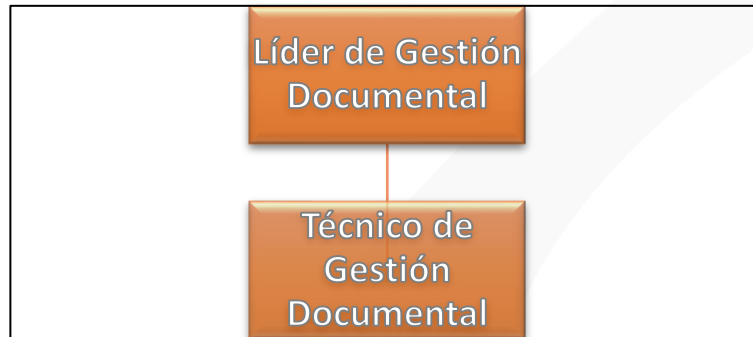 Líder de Gestión
Documental
Técnico de
Gestión
Documental